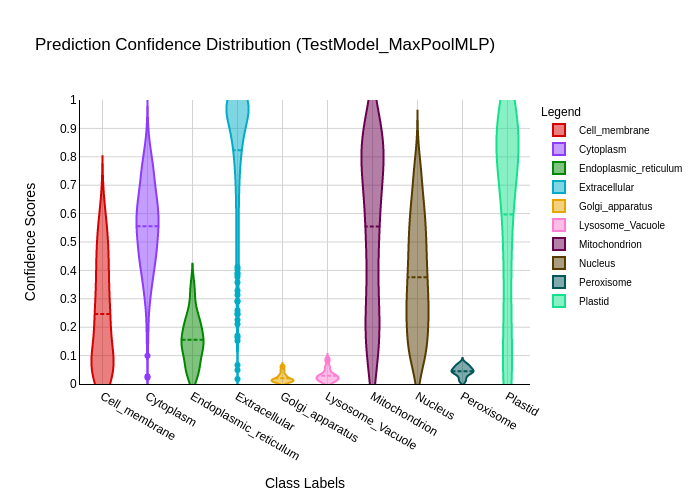 Prediction Confidence Distribution (TestModel_MaxPoolMLP)
Legend
Cell_membrane
Cytoplasm
Endoplasmic_reticulum
Extracellular
Golgi_apparatus
Lysosome_Vacuole
Mitochondrion
Nucleus
Peroxisome
Plastid
Confidence Scores
1
0.9
0.8
0.7
0.6
0.5
0.4
0.3
0.2
0.1
0
Cell_membrane
Cytoplasm
Endoplasmic_reticulum
Extracellular
Golgi_apparatus
Lysosome_Vacuole
Mitochondrion
Nucleus
Peroxisome
Plastid
Class Labels